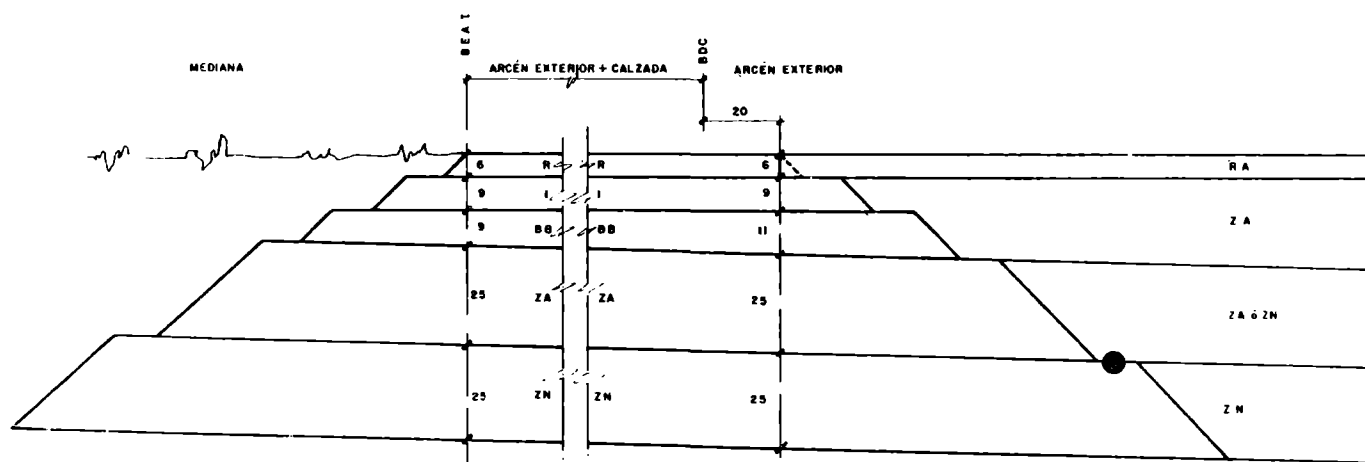 BEAI
BDC
MEDIANA
ARCÉN EXTERIOR + CALZADA
ARCÉN EXTERIOR
20
6 R R 6 RA
9 I I 9 ZA
9 BB BB 11
25 ZA ZA 25 ZA ó ZN
25 ZN ZN 25 ZN